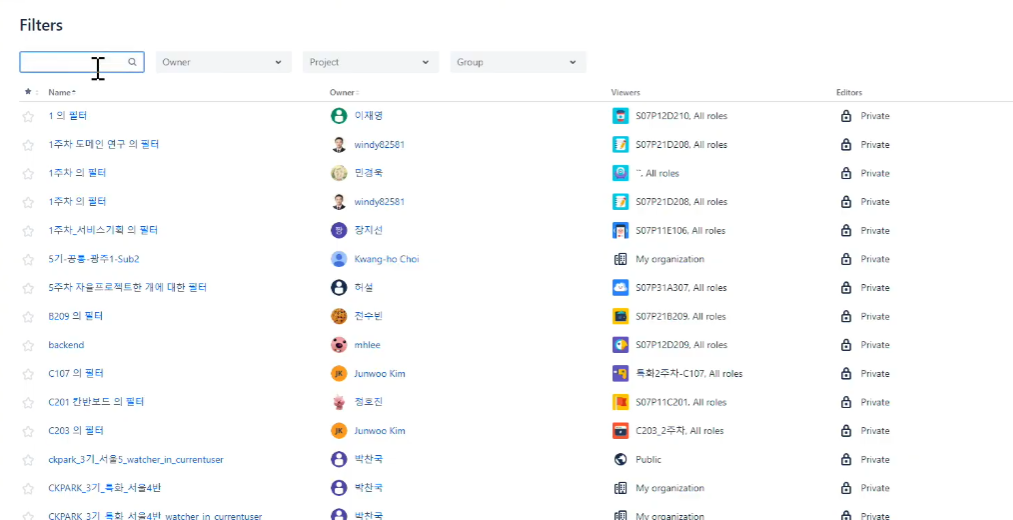 Filters
Owner Project Group
Name Owner Viewers Editors
1 의 필터 이재영 S07P12D210, All roles Private
1주차 도메인 연구 의 필터 windy82581 S07P21D208, All roles Private
1주차 의 필터 민경욱 ˜, All roles Private
1주차 의 필터 windy82581 S07P21D208, All roles Private
1주차_서비스기획 의 필터 짱 장지선 S07P11E106, All roles Private
5기-공통-광주1-Sub2 Kwang-ho Choi My organization Private
5주차 자율프로젝트한 개에 대한 필터 허설 S07P31A307, All roles Private
B209 의 필터 전수빈 S07P21B209, All roles Private
backend mhlee S07P12D209, All roles Private
C107 의 필터 JK Junwoo Kim 특화2주차-C107, All roles Private
C201 칸반보드 의 필터 정호진 S07P11C201, All roles Private
C203 의 필터 JK Junwoo Kim C203_2주차, All roles Private
ckpark_3기_서울5_watcher_in_currentuser 박찬국 Public Private
CKPARK_3기_특화_서울4반 박찬국 My organization Private
CKPARK_3기_특화_서울4반_watcher_in_currentuser 박찬국 My organization Private